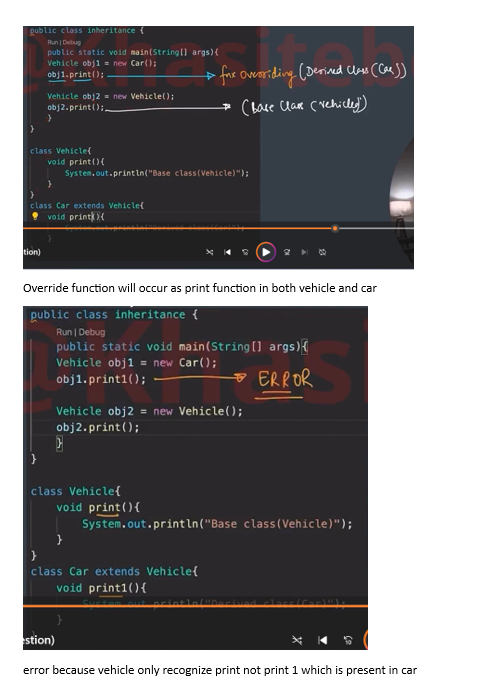 public class inheritance {
Run | Debug
public static void main(String[] args){
Vehicle obj1 = new Car();
obj1.print(); fnx overriding (Derived class (Car))
Vehicle obj2 = new Vehicle();
obj2.print(); (base class (vehicle))
}
}
class Vehicle{
void print(){
System.out.println("Base class(Vehicle)");
}
}
class Car extends Vehicle{
void print(){
tion)
Override function will occur as print function in both vehicle and car
public class inheritance {
Run | Debug
public static void main(String[] args){
Vehicle obj1 = new Car();
obj1.print1(); ERROR
Vehicle obj2 = new Vehicle();
obj2.print();
}
}
class Vehicle{
void print(){
System.out.println("Base class(Vehicle)");
}
}
class Car extends Vehicle{
void print1(){
System.out.println("Derived class(Car)");
}
estion)
error because vehicle only recognize print not print 1 which is present in car